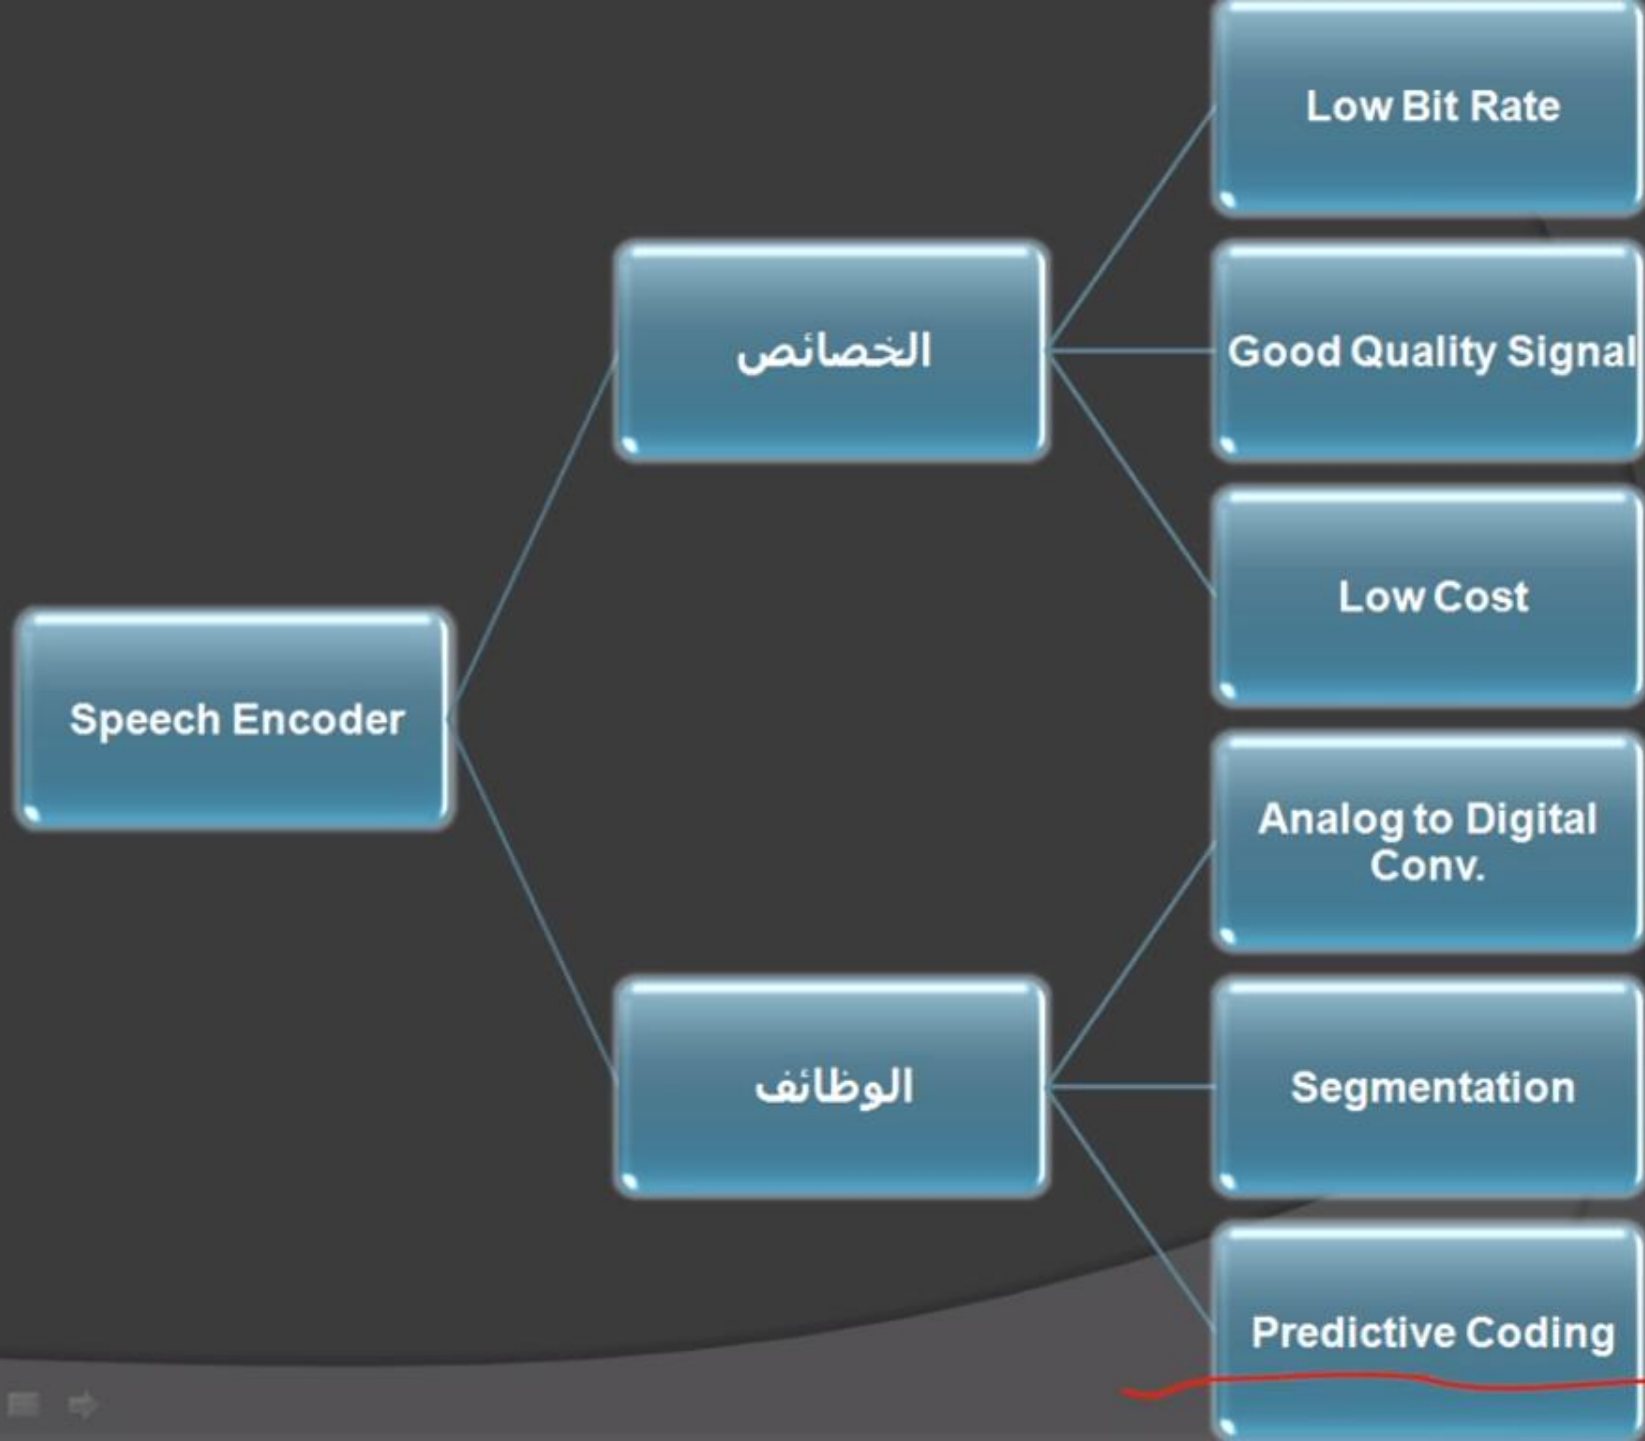 Speech Encoder
الخصائص
Low Bit Rate
Good Quality Signal
Low Cost
الوظائف
Analog to Digital
Conv.
Segmentation
Predictive Coding